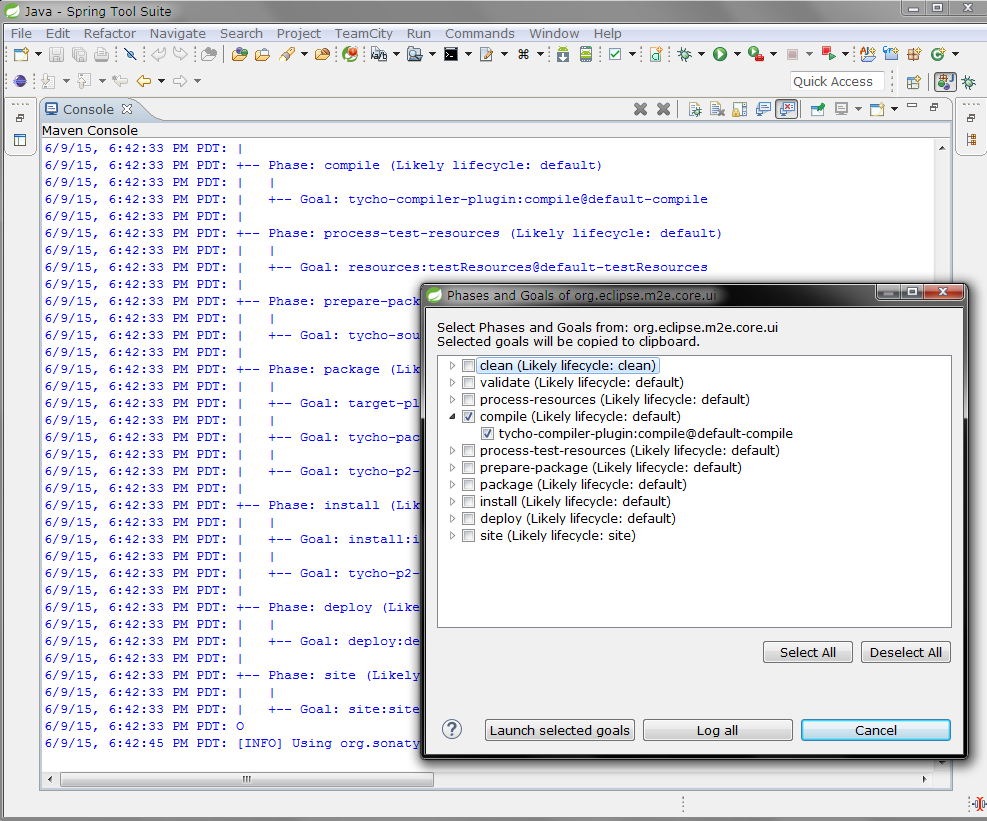 Java - Spring Tool Suite
File Edit Refactor Navigate Search Project TeamCity Run Commands Window Help
Quick Access
Console
Maven Console
6/9/15, 6:42:33 PM PDT: |
6/9/15, 6:42:33 PM PDT: +-- Phase: compile (Likely lifecycle: default)
6/9/15, 6:42:33 PM PDT: | |
6/9/15, 6:42:33 PM PDT: | +-- Goal: tycho-compiler-plugin:compile@default-compile
6/9/15, 6:42:33 PM PDT: |
6/9/15, 6:42:33 PM PDT: +-- Phase: process-test-resources (Likely lifecycle: default)
6/9/15, 6:42:33 PM PDT: | |
6/9/15, 6:42:33 PM PDT: | +-- Goal: resources:testResources@default-testResources
6/9/15, 6:42:33 PM PDT: |
6/9/15, 6:42:33 PM PDT: +-- Phase: prepare-pack
6/9/15, 6:42:33 PM PDT: | |
6/9/15, 6:42:33 PM PDT: | +-- Goal: tycho-sou
6/9/15, 6:42:33 PM PDT: |
6/9/15, 6:42:33 PM PDT: +-- Phase: package (Lik
6/9/15, 6:42:33 PM PDT: | |
6/9/15, 6:42:33 PM PDT: | +-- Goal: target-pl
6/9/15, 6:42:33 PM PDT: | |
6/9/15, 6:42:33 PM PDT: | +-- Goal: tycho-pac
6/9/15, 6:42:33 PM PDT: | |
6/9/15, 6:42:33 PM PDT: | +-- Goal: tycho-p2-
6/9/15, 6:42:33 PM PDT: |
6/9/15, 6:42:33 PM PDT: +-- Phase: install (Lik
6/9/15, 6:42:33 PM PDT: | |
6/9/15, 6:42:33 PM PDT: | +-- Goal: install:i
6/9/15, 6:42:33 PM PDT: | |
6/9/15, 6:42:33 PM PDT: | +-- Goal: tycho-p2-
6/9/15, 6:42:33 PM PDT: |
6/9/15, 6:42:33 PM PDT: +-- Phase: deploy (Like
6/9/15, 6:42:33 PM PDT: | |
6/9/15, 6:42:33 PM PDT: | +-- Goal: deploy:de
6/9/15, 6:42:33 PM PDT: |
6/9/15, 6:42:33 PM PDT: +-- Phase: site (Likely
6/9/15, 6:42:33 PM PDT: | |
6/9/15, 6:42:33 PM PDT: | +-- Goal: site:site
6/9/15, 6:42:33 PM PDT: O
6/9/15, 6:42:45 PM PDT: [INFO] Using org.sonaty
Phases and Goals of org.eclipse.m2e.core.ui
Select Phases and Goals from: org.eclipse.m2e.core.ui
Selected goals will be copied to clipboard.
clean (Likely lifecycle: clean)
validate (Likely lifecycle: default)
process-resources (Likely lifecycle: default)
compile (Likely lifecycle: default)
tycho-compiler-plugin:compile@default-compile
process-test-resources (Likely lifecycle: default)
prepare-package (Likely lifecycle: default)
package (Likely lifecycle: default)
install (Likely lifecycle: default)
deploy (Likely lifecycle: default)
site (Likely lifecycle: site)
Select All Deselect All
Launch selected goals Log all Cancel